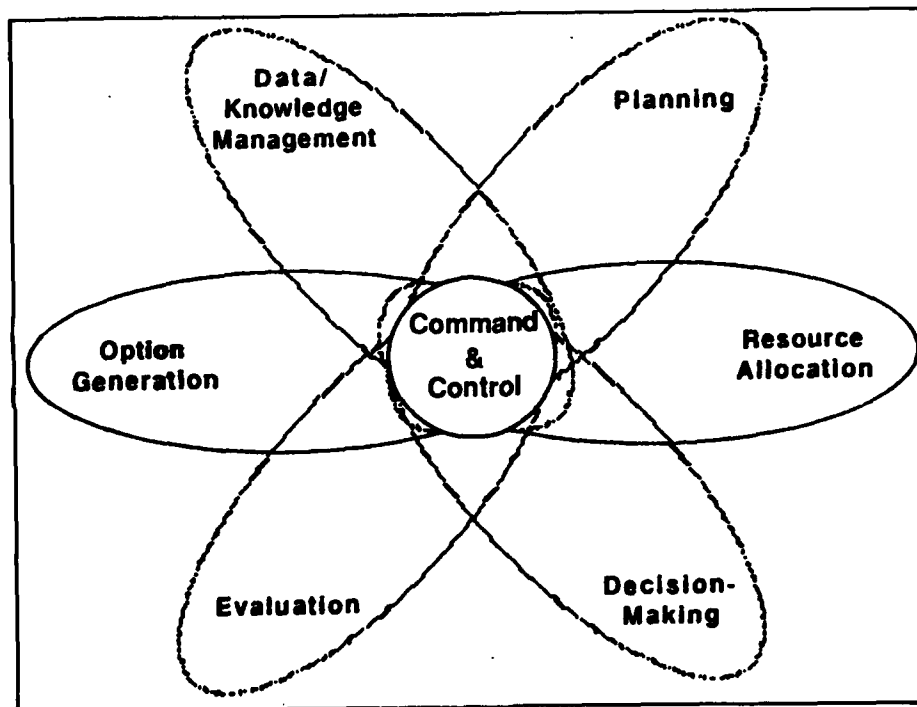 Data/
Knowledge
Management
Planning
Option
Generation
Command
&
Control
Resource
Allocation
Evaluation
Decision-
Making